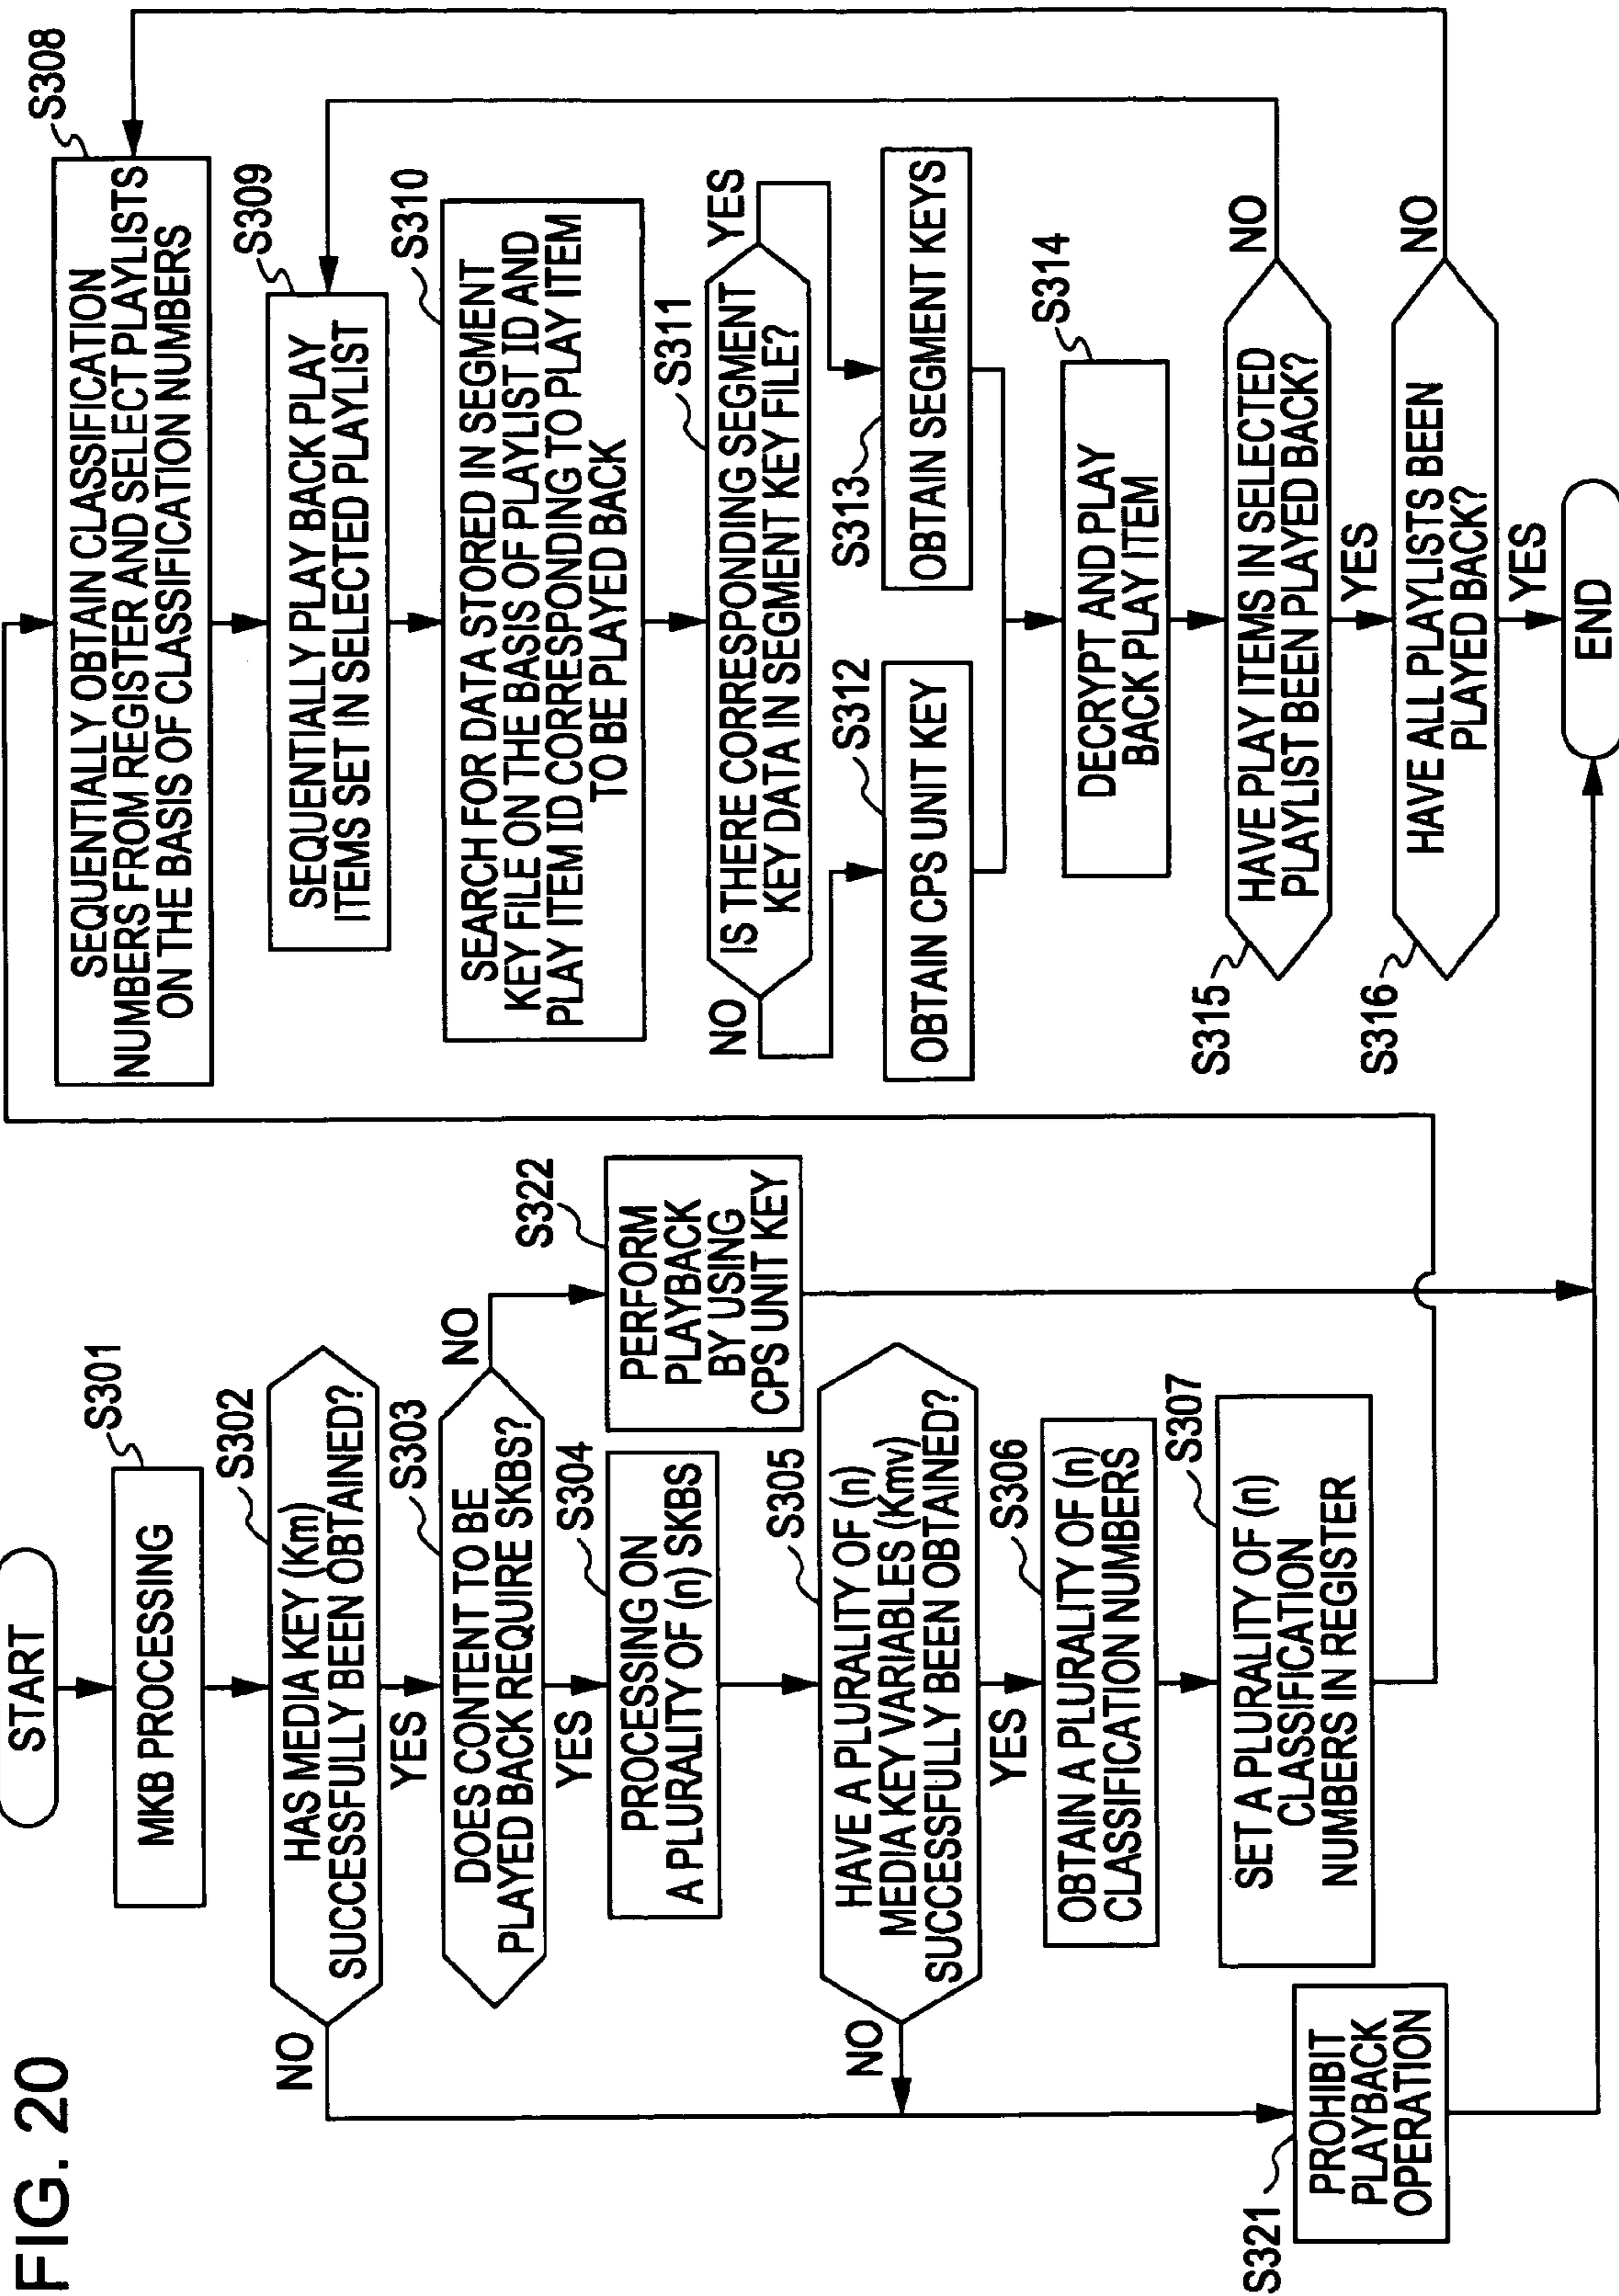 FIG. 20
START
S301
MKB PROCESSING
S302
HAS MEDIA KEY (Km)
SUCCESSFULLY BEEN OBTAINED?
NO
YES
S303
DOES CONTENT TO BE
PLAYED BACK REQUIRE SKBS?
NO
YES
S322
PERFORM
PLAYBACK
BY USING
CPS UNIT KEY
S304
PROCESSING ON
A PLURALITY OF (n) SKBS
S305
HAVE A PLURALITY OF (n)
MEDIA KEY VARIABLES (Kmv)
SUCCESSFULLY BEEN OBTAINED?
NO
YES
S306
OBTAIN A PLURALITY OF (n)
CLASSIFICATION NUMBERS
S307
SET A PLURALITY OF (n)
CLASSIFICATION
NUMBERS IN REGISTER
S321
PROHIBIT
PLAYBACK
OPERATION
S308
SEQUENTIALLY OBTAIN CLASSIFICATION
NUMBERS FROM REGISTER AND SELECT PLAYLISTS
ON THE BASIS OF CLASSIFICATION NUMBERS
S309
SEQUENTIALLY PLAY BACK PLAY
ITEMS SET IN SELECTED PLAYLIST
S310
SEARCH FOR DATA STORED IN SEGMENT
KEY FILE ON THE BASIS OF PLAYLIST ID AND
PLAY ITEM ID CORRESPONDING TO PLAY ITEM
TO BE PLAYED BACK
S311
IS THERE CORRESPONDING SEGMENT
KEY DATA IN SEGMENT KEY FILE?
NO
YES
S312
OBTAIN CPS UNIT KEY
S313
OBTAIN SEGMENT KEYS
S314
DECRYPT AND PLAY
BACK PLAY ITEM
S315
HAVE PLAY ITEMS IN SELECTED
PLAYLIST BEEN PLAYED BACK?
NO
YES
S316
HAVE ALL PLAYLISTS BEEN
PLAYED BACK?
NO
YES
END